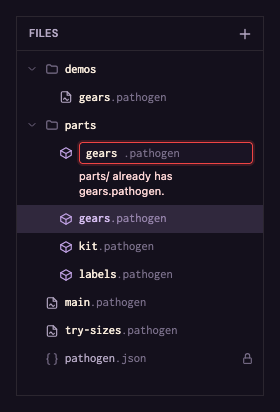 FILES
demos
gears.pathogen
parts
gears .pathogen
parts/ already has
gears.pathogen.
gears.pathogen
kit.pathogen
labels.pathogen
main.pathogen
try-sizes.pathogen
{} pathogen.json